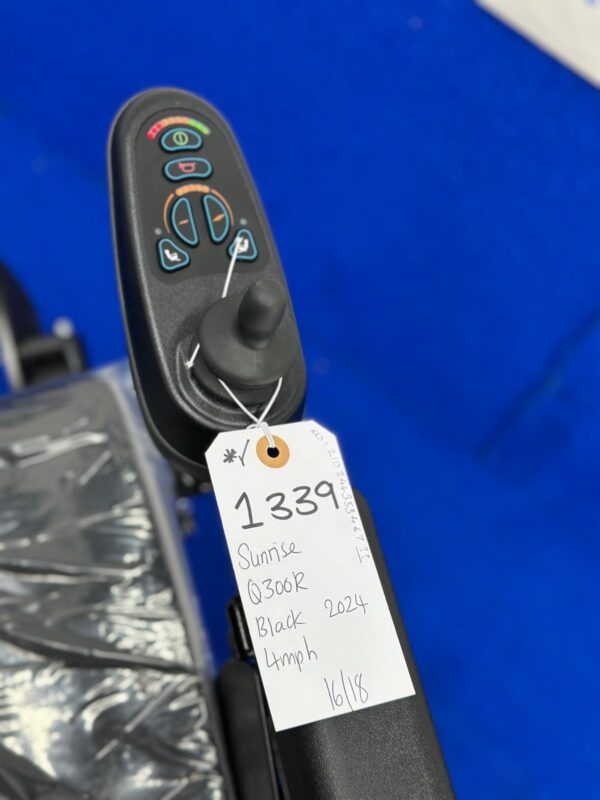 *Y
1339
Sunrise
Q300R
Black 2024
4mph
16/18